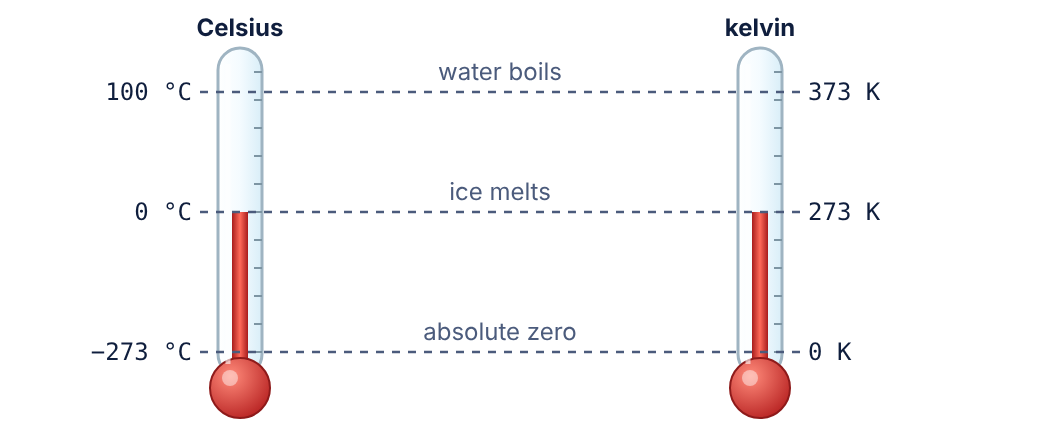 Celsius
kelvin
water boils
100 °C
373 K
ice melts
0 °C
273 K
absolute zero
−273 °C
0 K